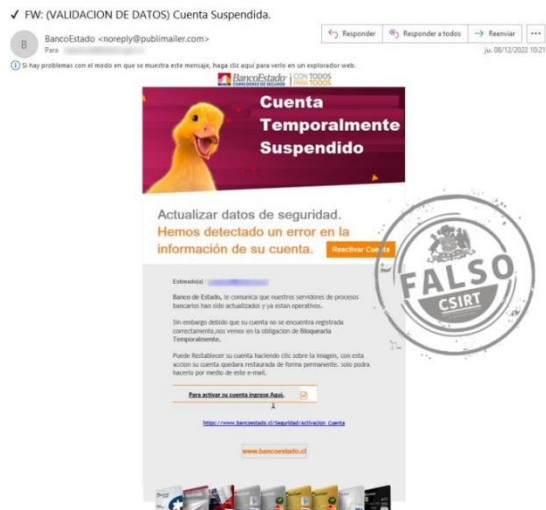 ✓ FW: (VALIDACION DE DATOS) Cuenta Suspendida.
B
BancoEstado <noreply@publimailer.com>
Para
Responder
Responder a todos
Reenviar
ju. 08/12/2022 10:21
Si hay problemas con el modo en que se muestra este mensaje, haga clic aquí para verlo en un explorador web.
BancoEstado
CORREDORES DE SEGUROS
CON TODOS
PARA TODOS
Cuenta
Temporalmente
Suspendido
Actualizar datos de seguridad.
Hemos detectado un error en la
información de su cuenta.
Reactivar Cuenta
FALSO
CSIRT
Estimado(a) :
Banco de Estado, le comunica que nuestros servidores de procesos
bancarios han sido actualizados y ya estan operativos.
Sin embargo debido que su cuenta no se encuentra registrada
correctamente,nos vemos en la obligacion de Bloquearla
Temporalmente.
Puede Restablecer su cuenta haciendo clic sobre la imagen, con esta
accion su cuenta quedara restaurada de forma permanente. solo podra
hacerlo por medio de este e-mail.
Para activar su cuenta ingrese Aqui.
https://www.bancoestado.cl/Seguridad/Activacion_Cuenta
www.bancoestado.cl